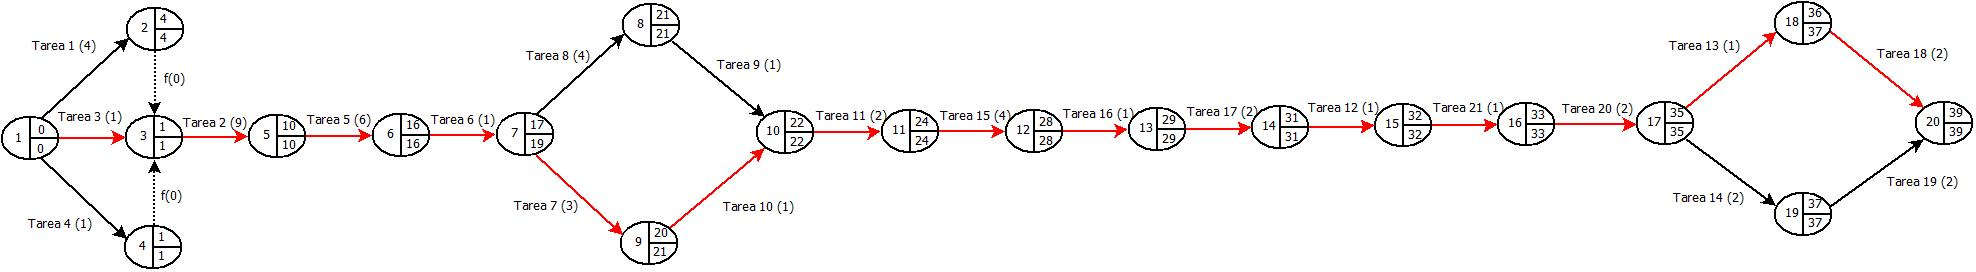 1
0
0
Tarea 1 (4)
Tarea 3 (1)
Tarea 4 (1)
2
4
4
f(0)
3
1
1
f(0)
4
1
1
Tarea 2 (9)
5
10
10
Tarea 5 (6)
6
16
16
Tarea 6 (1)
7
17
19
Tarea 8 (4)
Tarea 7 (3)
8
21
21
9
20
21
Tarea 9 (1)
Tarea 10 (1)
10
22
22
Tarea 11 (2)
11
24
24
Tarea 15 (4)
12
28
28
Tarea 16 (1)
13
29
29
Tarea 17 (2)
14
31
31
Tarea 12 (1)
15
32
32
Tarea 21 (1)
16
33
33
Tarea 20 (2)
17
35
35
Tarea 13 (1)
Tarea 14 (2)
18
36
37
19
37
37
Tarea 18 (2)
Tarea 19 (2)
20
39
39